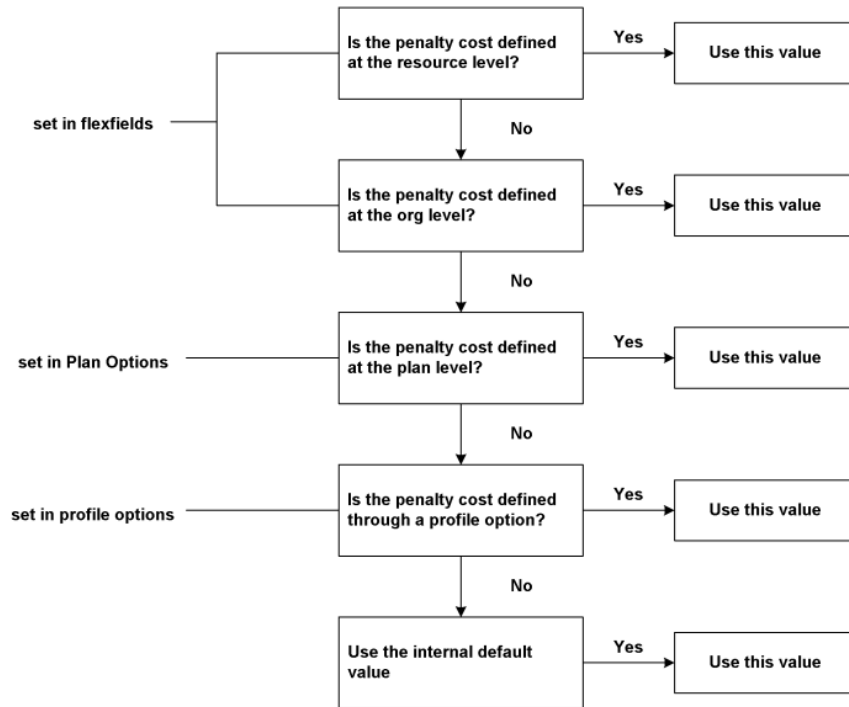 Is the penalty cost defined
at the resource level?
Yes
Use this value
set in flexfields
No
Is the penalty cost defined
at the org level?
Yes
Use this value
No
set in Plan Options
Is the penalty cost defined
at the plan level?
Yes
Use this value
No
set in profile options
Is the penalty cost defined
through a profile option?
Yes
Use this value
No
Use the internal default
value
Yes
Use this value